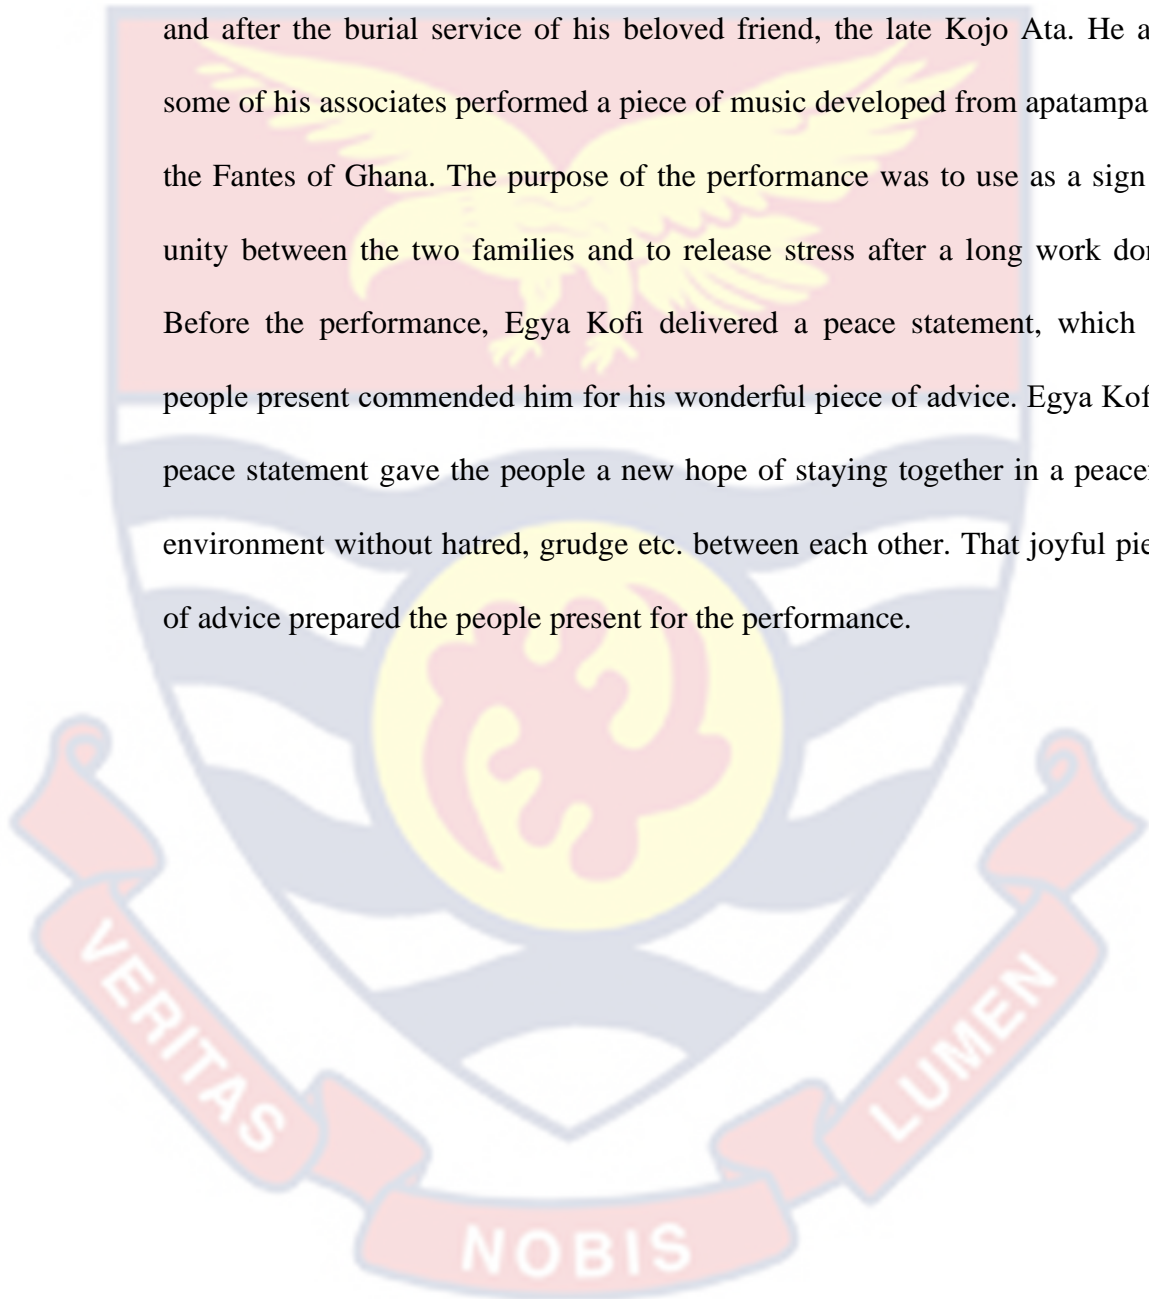 and after the burial service of his beloved friend, the late Kojo Ata. He a
some of his associates performed a piece of music developed from apatampa
the Fantes of Ghana. The purpose of the performance was to use as a sign
unity between the two families and to release stress after a long work do
Before the performance, Egya Kofi delivered a peace statement, which
people present commended him for his wonderful piece of advice. Egya Kof
peace statement gave the people a new hope of staying together in a peace
environment without hatred, grudge etc. between each other. That joyful pie
of advice prepared the people present for the performance.
VERITAS
NOBIS
LUMEN